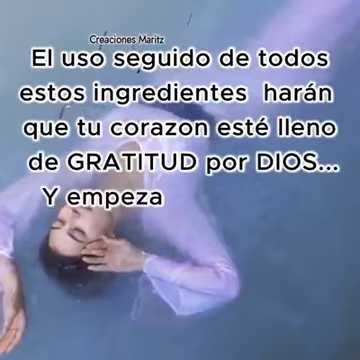 Creaciones Maritz
El uso seguido de todos
estos ingredientes harán
que tu corazon esté lleno
de GRATITUD por DIOS...
Y empeza